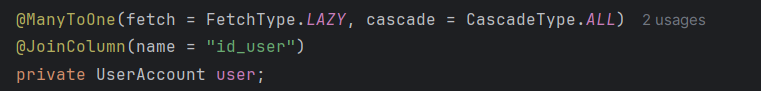 @ManyToOne(fetch = FetchType.LAZY, cascade = CascadeType.ALL) 2 usages
@JoinColumn(name = "id_user")
private UserAccount user;